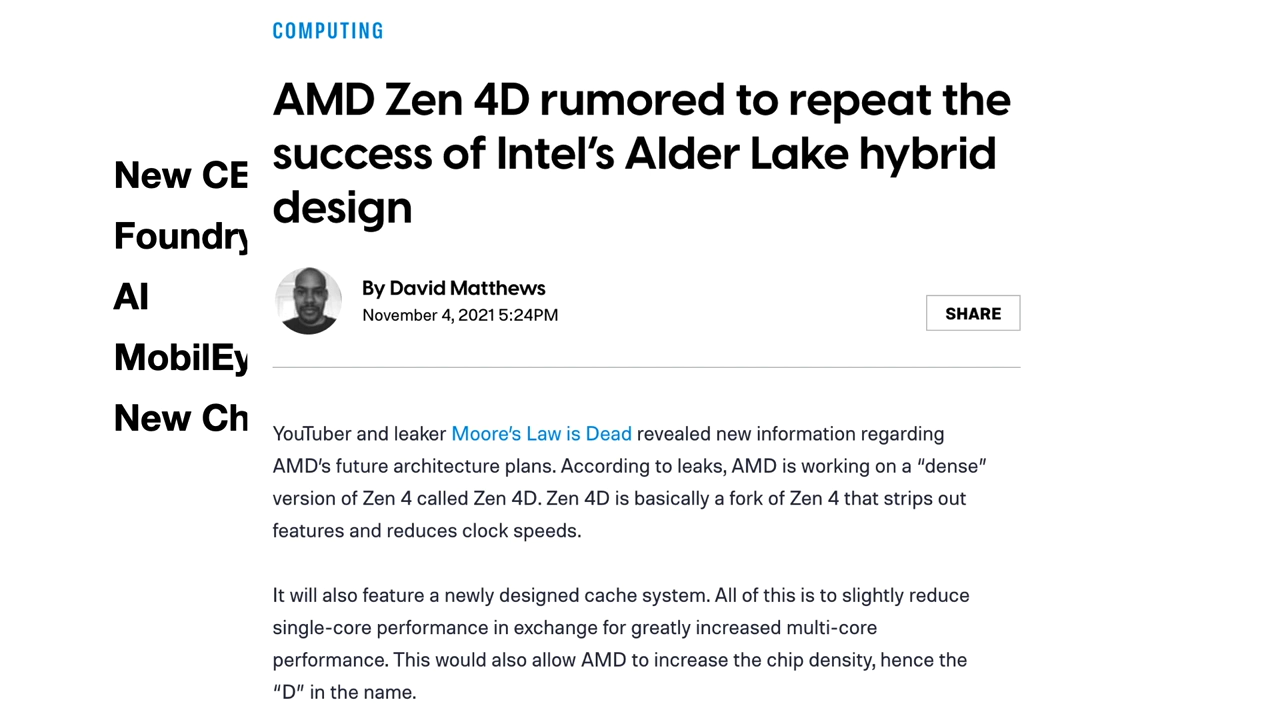 COMPUTING
AMD Zen 4D rumored to repeat the
success of Intel’s Alder Lake hybrid
design
By David Matthews
November 4, 2021 5:24PM
SHARE
YouTuber and leaker Moore’s Law is Dead revealed new information regarding
AMD’s future architecture plans. According to leaks, AMD is working on a “dense”
version of Zen 4 called Zen 4D. Zen 4D is basically a fork of Zen 4 that strips out
features and reduces clock speeds.
It will also feature a newly designed cache system. All of this is to slightly reduce
single-core performance in exchange for greatly increased multi-core
performance. This would also allow AMD to increase the chip density, hence the
“D” in the name.
New
Foundry
AI